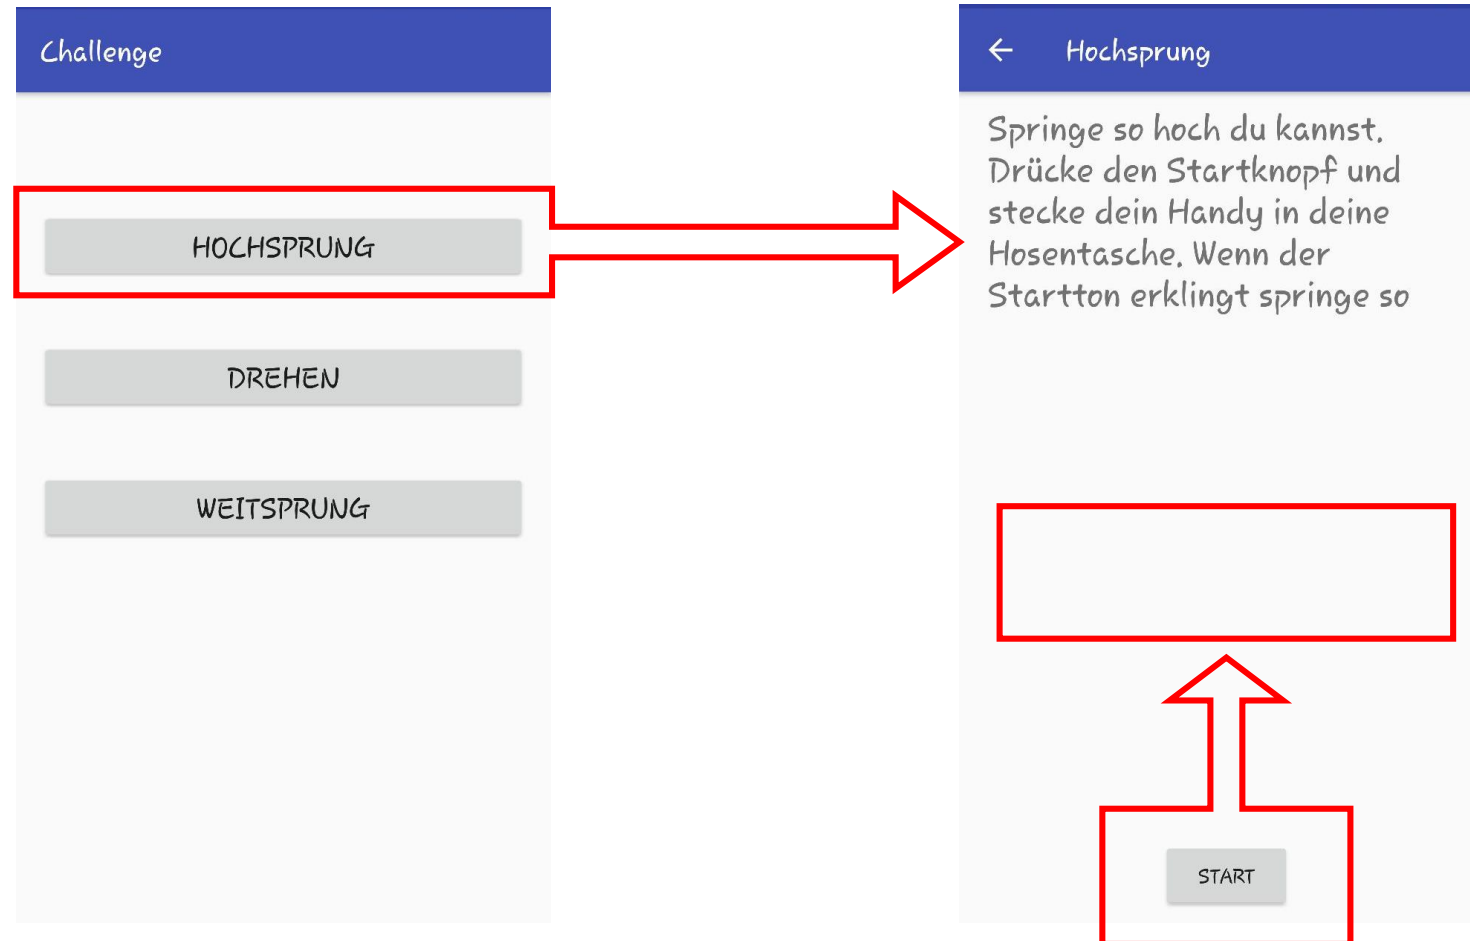 Challenge
HOCHSPRUNG
DREHEN
WEITSPRUNG
Hochsprung
Springe so hoch du kannst.
Drücke den Startknopf und
stecke dein Handy in deine
Hosentasche. Wenn der
Startton erklingt springe so
START